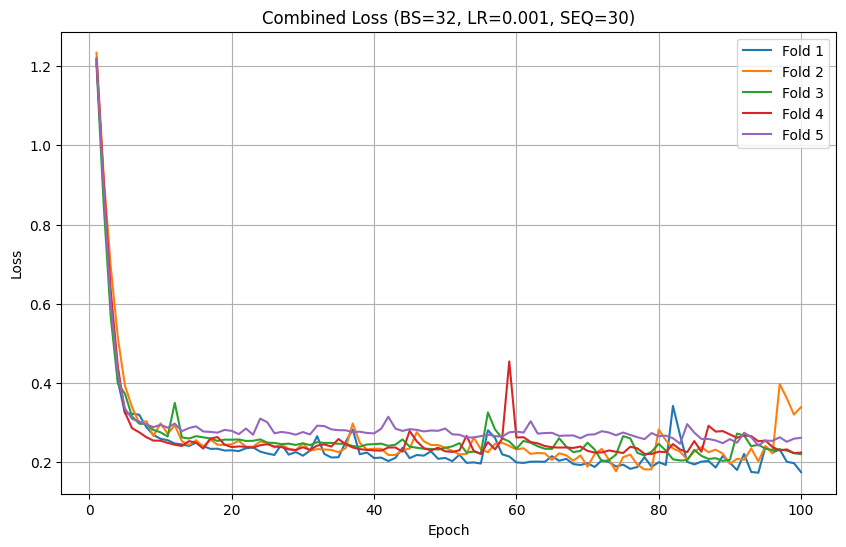 Combined Loss (BS=32, LR=0.001, SEQ=30)
Fold 1
Fold 2
Fold 3
Fold 4
Fold 5
1.2
1.0
0.8
0.6
0.4
0.2
Loss
0 20 40 60 80 100
Epoch